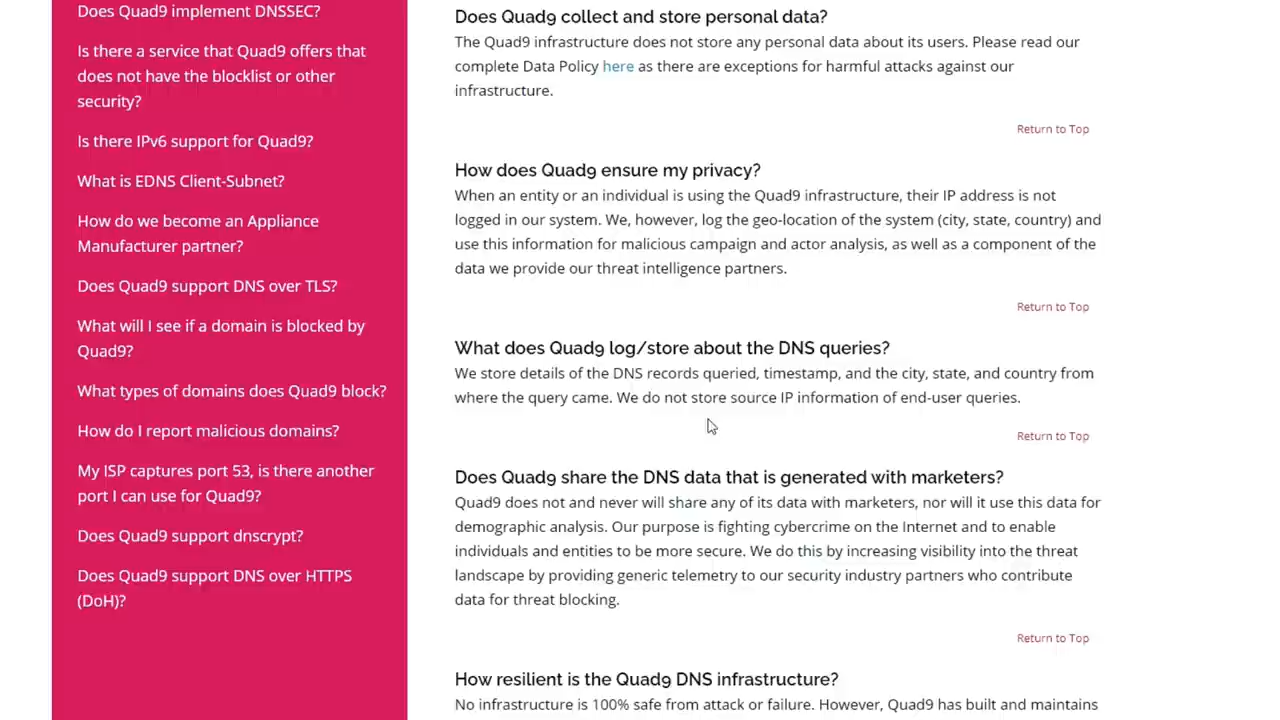 Does Quad9 implement DNSSEC?
Is there a service that Quad9 offers that
does not have the blocklist or other
security?
Is there IPv6 support for Quad9?
What is EDNS Client-Subnet?
How do we become an Appliance
Manufacturer partner?
Does Quad9 support DNS over TLS?
What will I see if a domain is blocked by
Quad9?
What types of domains does Quad9 block?
How do I report malicious domains?
My ISP captures port 53, is there another
port I can use for Quad9?
Does Quad9 support dnscrypt?
Does Quad9 support DNS over HTTPS
(DoH)?
Does Quad9 collect and store personal data?
The Quad9 infrastructure does not store any personal data about its users. Please read our
complete Data Policy here as there are exceptions for harmful attacks against our
infrastructure.
Return to Top
How does Quad9 ensure my privacy?
When an entity or an individual is using the Quad9 infrastructure, their IP address is not
logged in our system. We, however, log the geo-location of the system (city, state, country) and
use this information for malicious campaign and actor analysis, as well as a component of the
data we provide our threat intelligence partners.
Return to Top
What does Quad9 log/store about the DNS queries?
We store details of the DNS records queried, timestamp, and the city, state, and country from
where the query came. We do not store source IP information of end-user queries.
Return to Top
Does Quad9 share the DNS data that is generated with marketers?
Quad9 does not and never will share any of its data with marketers, nor will it use this data for
demographic analysis. Our purpose is fighting cybercrime on the Internet and to enable
individuals and entities to be more secure. We do this by increasing visibility into the threat
landscape by providing generic telemetry to our security industry partners who contribute
data for threat blocking.
Return to Top
How resilient is the Quad9 DNS infrastructure?
No infrastructure is 100% safe from attack or failure. However, Quad9 has built and maintains